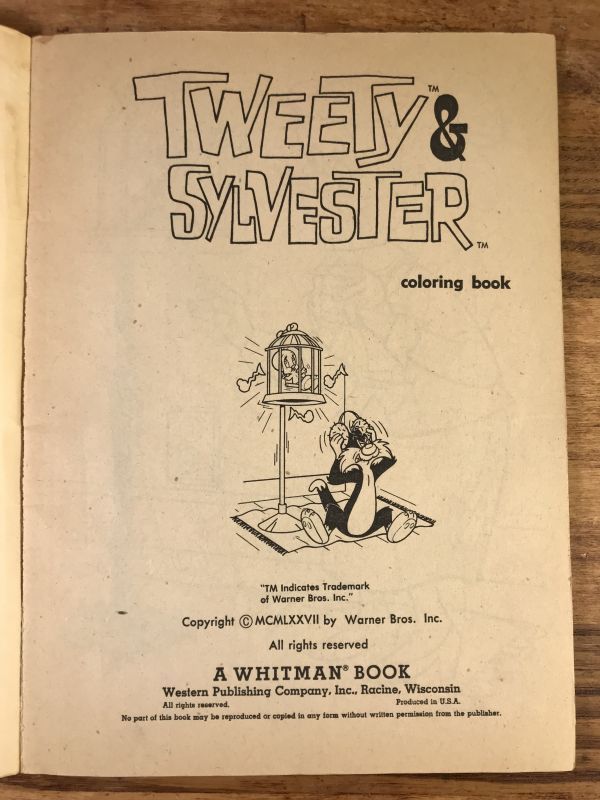 TWEETY™ &
SYLVESTER™
coloring book
"TM Indicates Trademark
of Warner Bros. Inc."
Copyright © MCMLXXVII by Warner Bros. Inc.
All rights reserved
A WHITMAN® BOOK
Western Publishing Company, Inc., Racine, Wisconsin
All rights reserved. Produced in U.S.A.
No part of this book may be reproduced or copied in any form without written permission from the publisher.